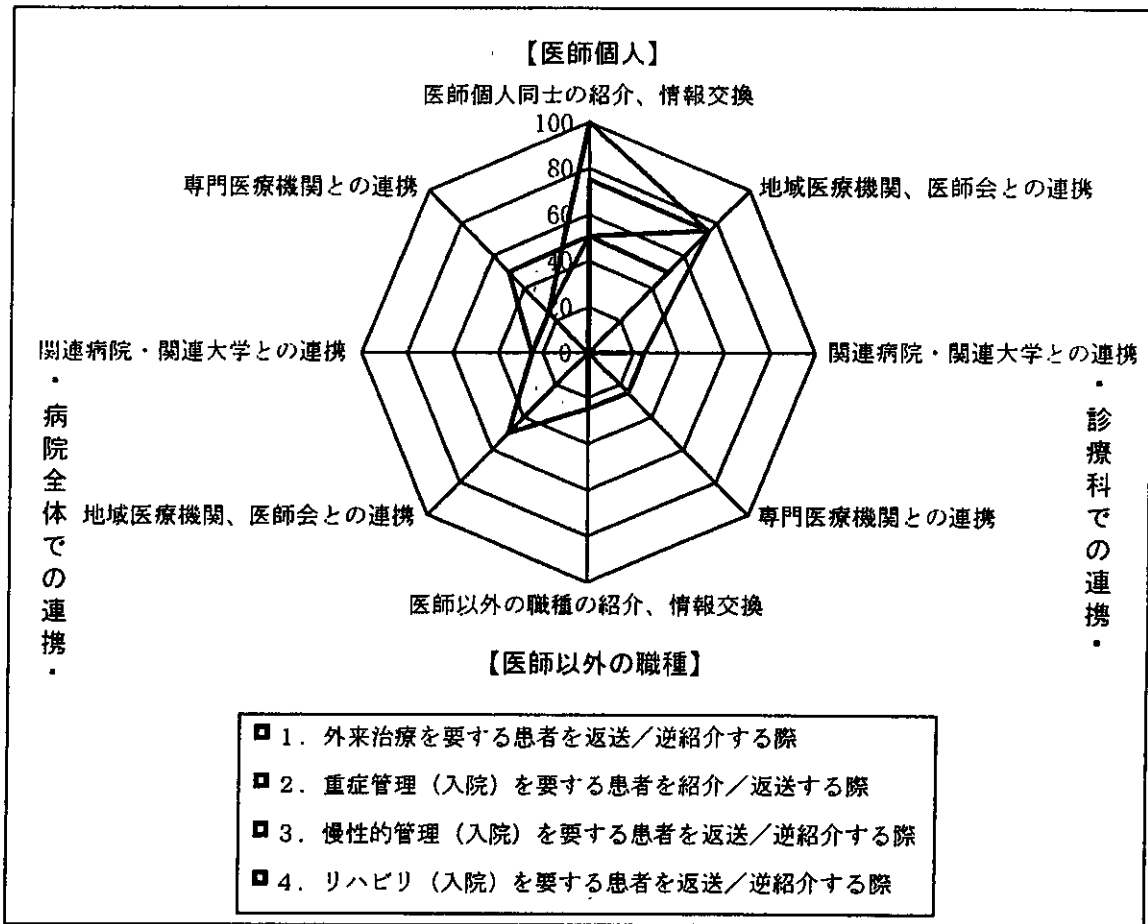 【医師個人】
医師個人同士の紹介、情報交換
100
80
60
40
0
専門医療機関との連携
地域医療機関、医師会との連携
関連病院・関連大学との連携
関連病院・関連大学との連携
・病院全体での連携・
・診療科での連携・
地域医療機関、医師会との連携
専門医療機関との連携
医師以外の職種の紹介、情報交換
【医師以外の職種】
1. 外来治療を要する患者を返送／逆紹介する際
2. 重症管理（入院）を要する患者を紹介／返送する際
3. 慢性的管理（入院）を要する患者を返送／逆紹介する際
4. リハビリ（入院）を要する患者を返送／逆紹介する際